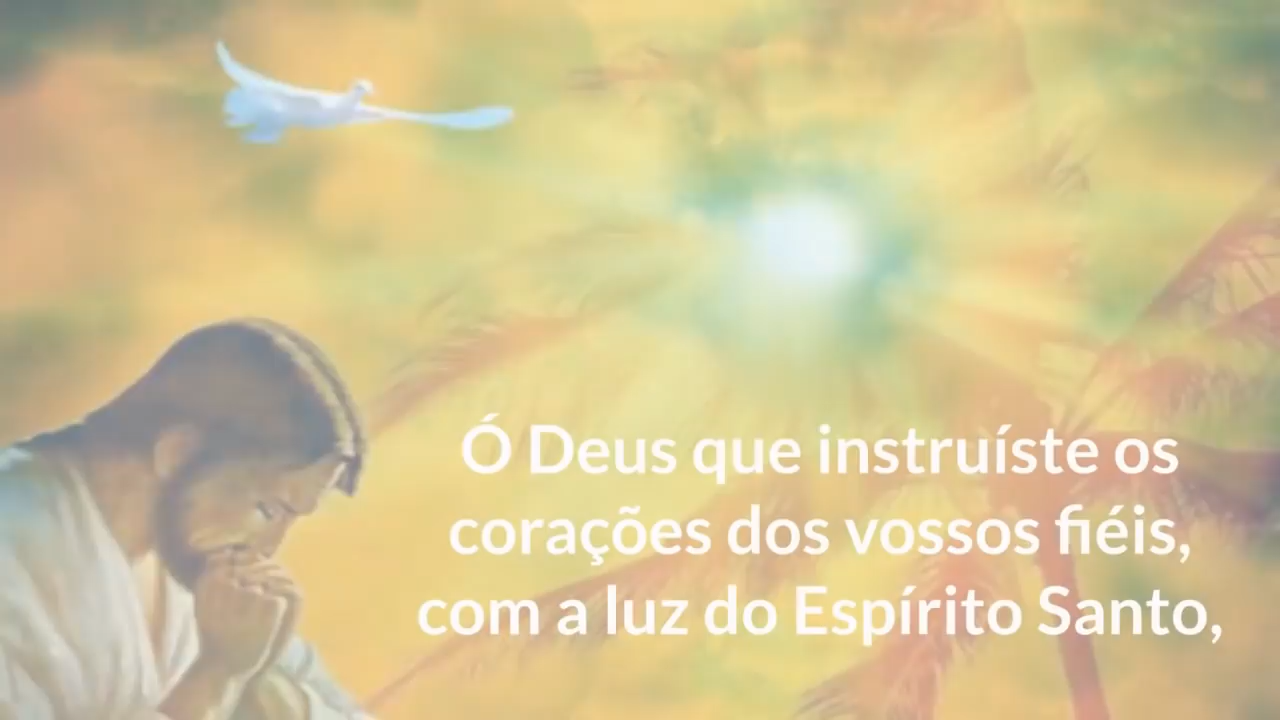 Ó Deus que instruíste os
corações dos vossos fiéis,
com a luz do Espírito Santo,